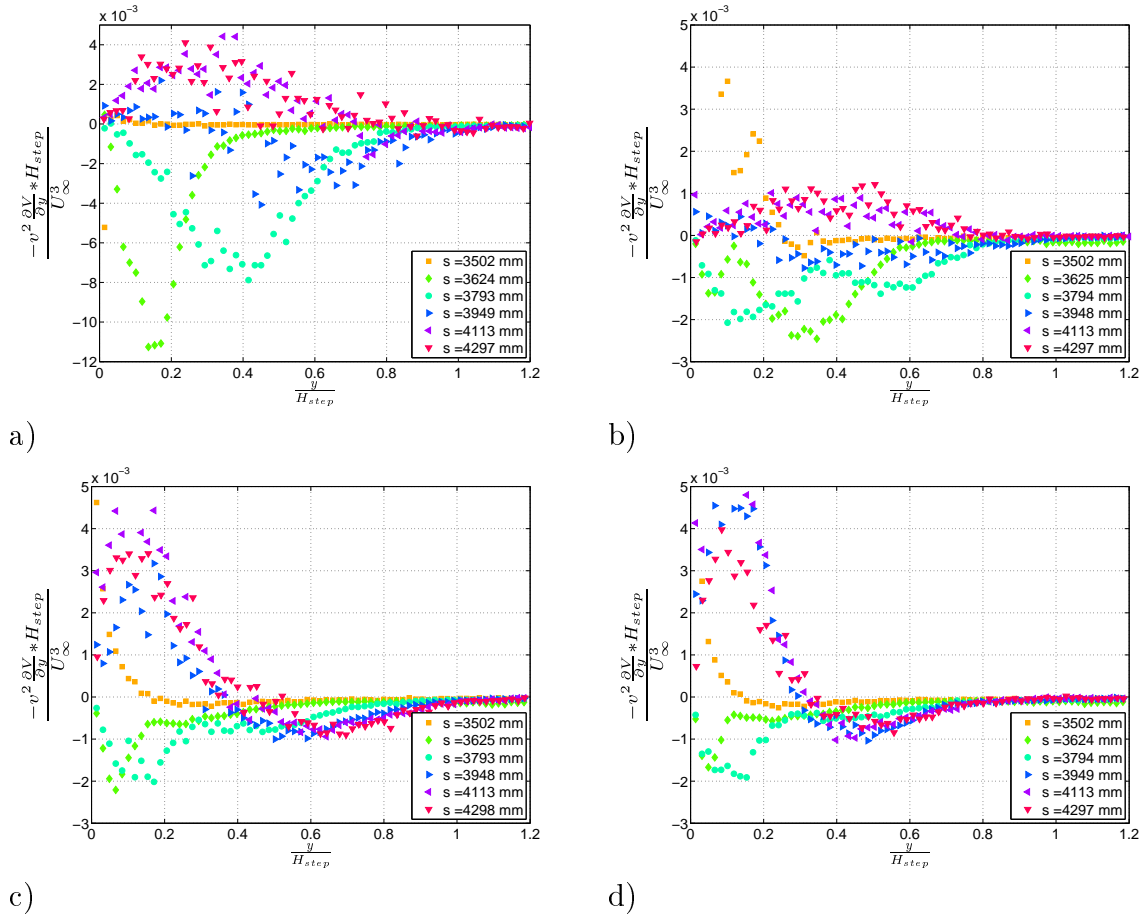 x 10⁻³
4
2
0
−2
−4
−6
−8
−10
−12
0 0.2 0.4 0.6 0.8 1 1.2
y / H_step
−v² ∂V/∂y * H_step / U∞³
s =3502 mm
s =3624 mm
s =3793 mm
s =3949 mm
s =4113 mm
s =4297 mm
a)
x 10⁻³
5
4
3
2
1
0
−1
−2
−3
0 0.2 0.4 0.6 0.8 1 1.2
y / H_step
−v² ∂V/∂y * H_step / U∞³
s =3502 mm
s =3625 mm
s =3794 mm
s =3948 mm
s =4113 mm
s =4297 mm
b)
x 10⁻³
5
4
3
2
1
0
−1
−2
−3
0 0.2 0.4 0.6 0.8 1 1.2
y / H_step
−v² ∂V/∂y * H_step / U∞³
s =3502 mm
s =3625 mm
s =3793 mm
s =3948 mm
s =4113 mm
s =4298 mm
c)
x 10⁻³
5
4
3
2
1
0
−1
−2
−3
0 0.2 0.4 0.6 0.8 1 1.2
y / H_step
−v² ∂V/∂y * H_step / U∞³
s =3502 mm
s =3624 mm
s =3794 mm
s =3949 mm
s =4113 mm
s =4297 mm
d)